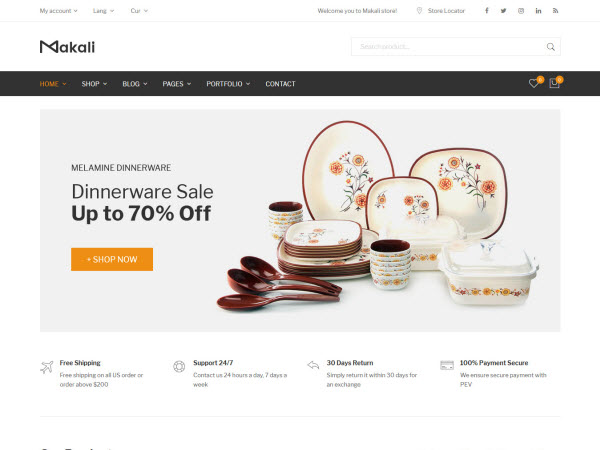 My account Lang Cur Welcome you to Makali store! Store Locator
Makali
Search product...
HOME SHOP BLOG PAGES PORTFOLIO CONTACT 0 0
MELAMINE DINNERWARE
Dinnerware Sale
Up to 70% Off
+ SHOP NOW
Free Shipping
Free shipping on all US order or
order above $200
Support 24/7
Contact us 24 hours a day, 7 days a
week
30 Days Return
Simply return it within 30 days for
an exchange
100% Payment Secure
We ensure secure payment with
PEV